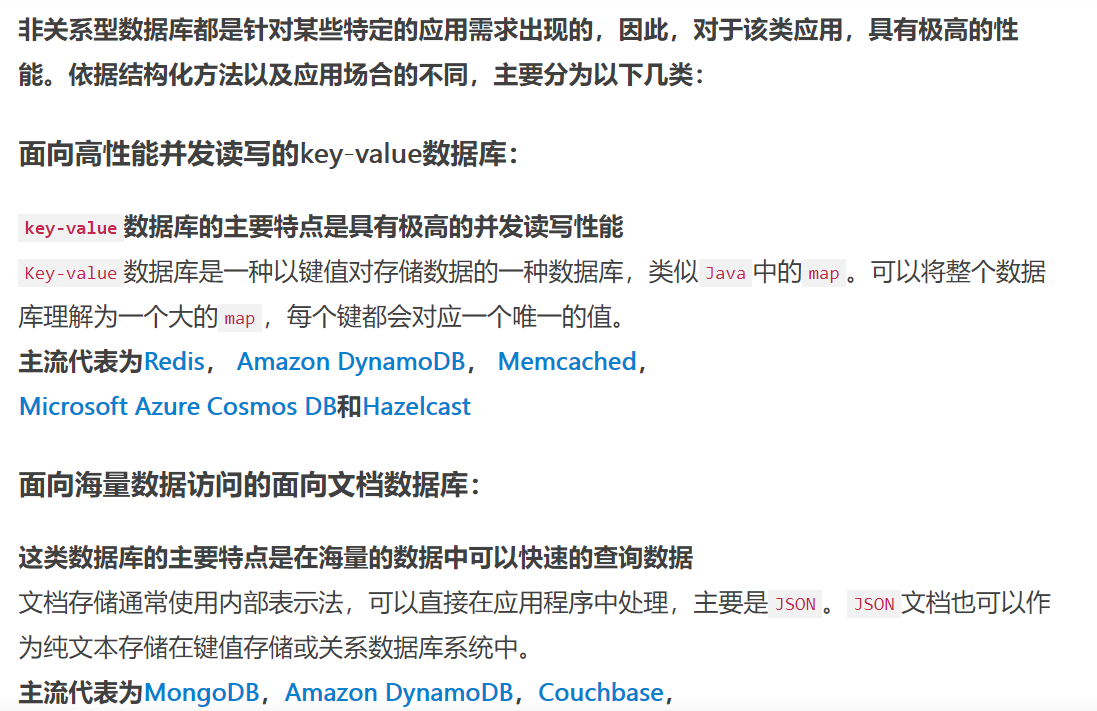 非关系型数据库都是针对某些特定的应用需求出现的，因此，对于该类应用，具有极高的性
能。依据结构化方法以及应用场合的不同，主要分为以下几类：
面向高性能并发读写的key-value数据库：
key-value数据库的主要特点是具有极高的并发读写性能
Key-value数据库是一种以键值对存储数据的一种数据库，类似Java中的map。可以将整个数据
库理解为一个大的map，每个键都会对应一个唯一的值。
主流代表为Redis， Amazon DynamoDB， Memcached，
Microsoft Azure Cosmos DB和Hazelcast
面向海量数据访问的面向文档数据库：
这类数据库的主要特点是在海量的数据中可以快速的查询数据
文档存储通常使用内部表示法，可以直接在应用程序中处理，主要是JSON。JSON文档也可以作
为纯文本存储在键值存储或关系数据库系统中。
主流代表为MongoDB，Amazon DynamoDB，Couchbase，